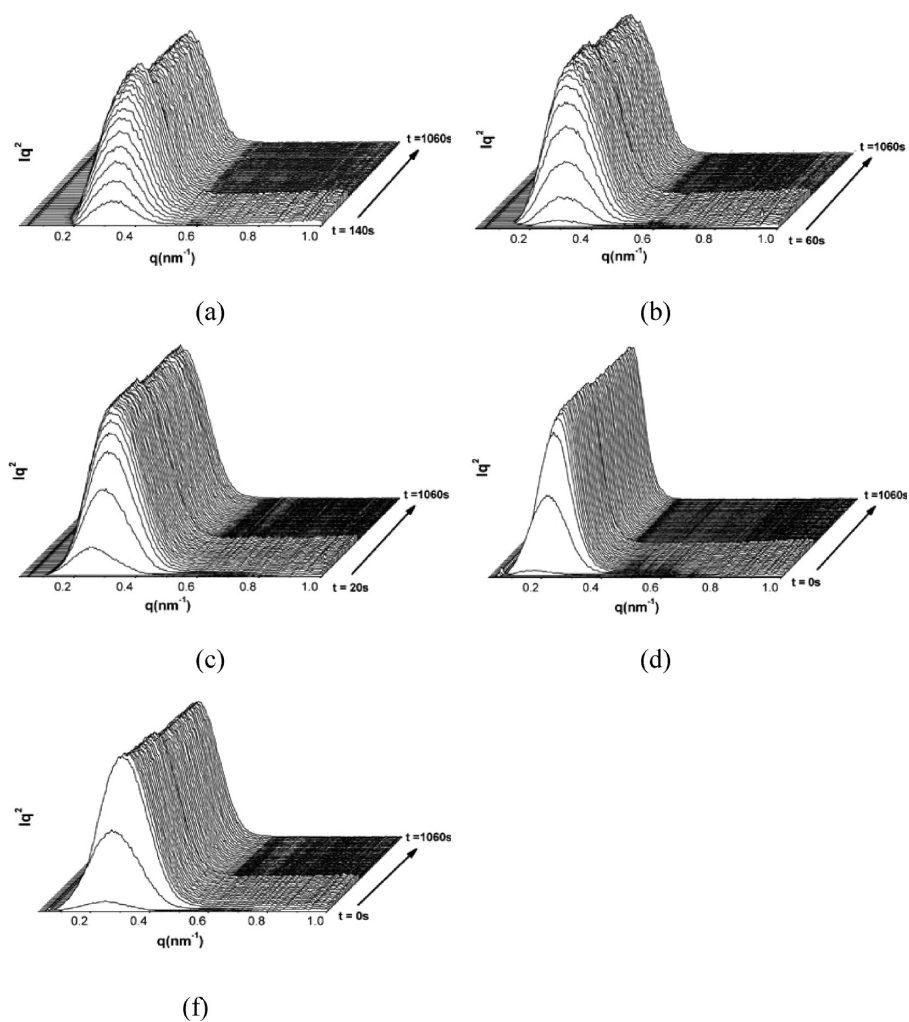 Iq²
t =1060s
t = 140s
0.2 0.4 0.6 0.8 1.0
q(nm⁻¹)
(a)
Iq²
t =1060s
t = 60s
0.2 0.4 0.6 0.8 1.0
q(nm⁻¹)
(b)
Iq²
t =1060s
t = 20s
0.2 0.4 0.6 0.8 1.0
q(nm⁻¹)
(c)
Iq²
t =1060s
t = 0s
0.2 0.4 0.6 0.8 1.0
q(nm⁻¹)
(d)
Iq²
t =1060s
t = 0s
0.2 0.4 0.6 0.8 1.0
q(nm⁻¹)
(f)